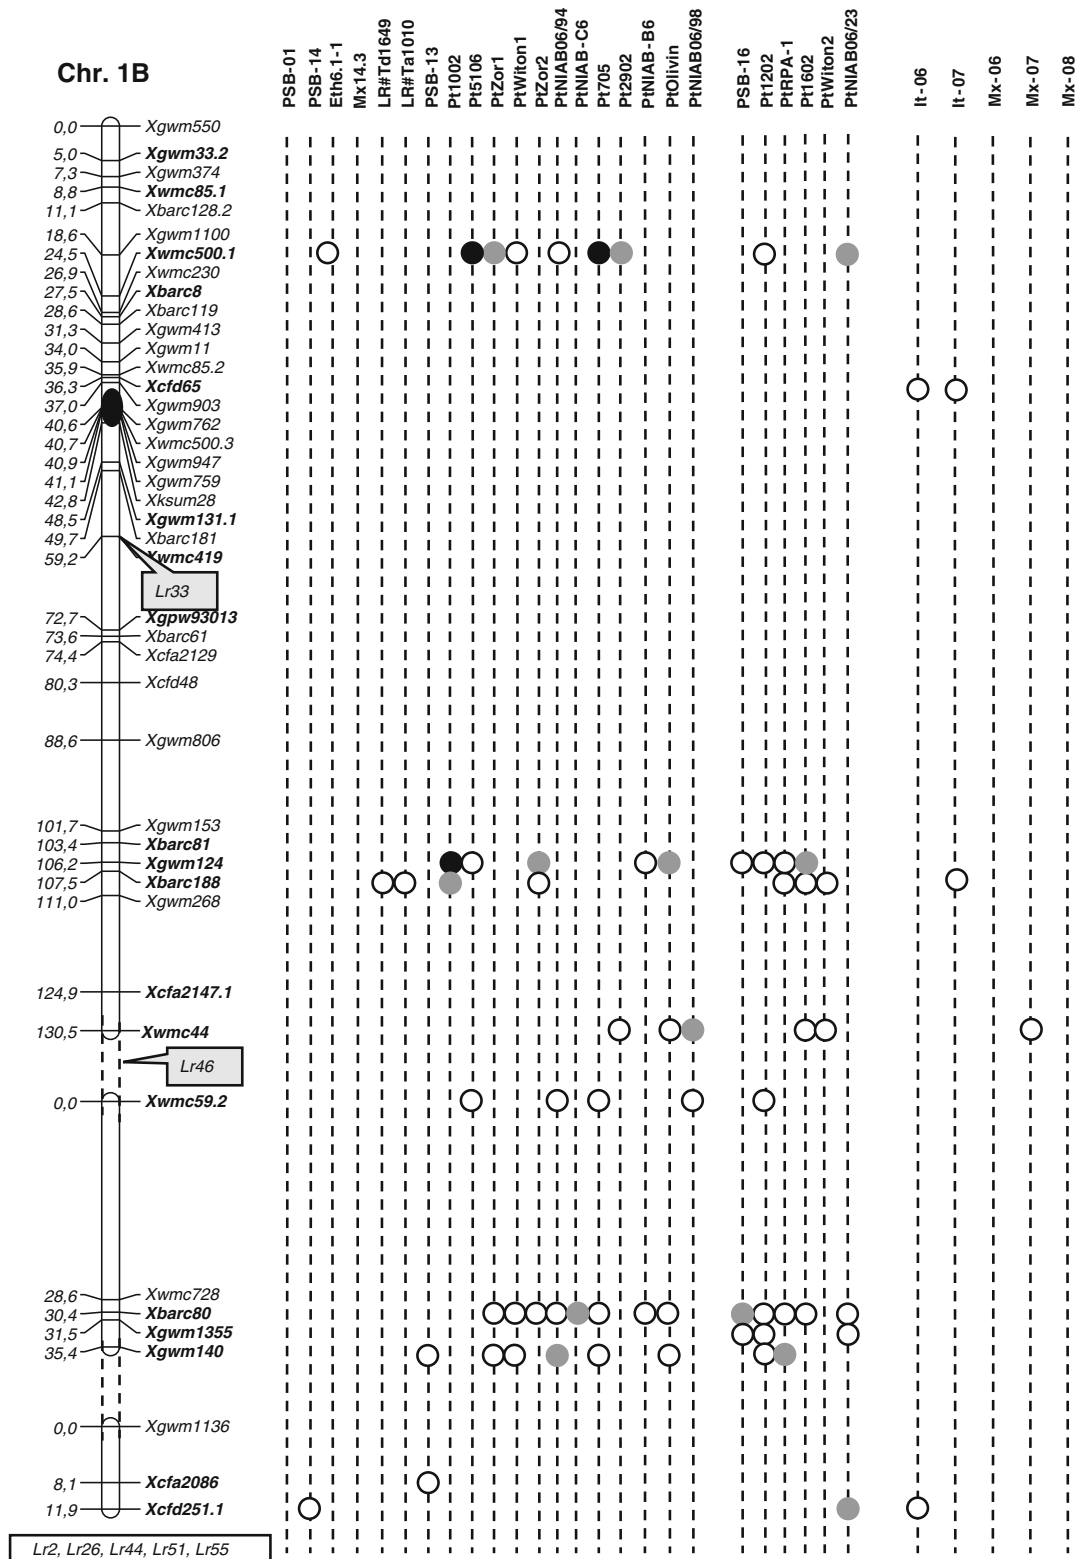 Chr. 1B
PSB-01
PSB-14
Eth6.1-1
Mx14.3
LR#Td1649
LR#Ta1010
PSB-13
Pt1002
Pt5106
PtZor1
PtWiton1
PtZor2
PtNIAB06/94
PtNIAB-C6
Pt705
Pt2902
PtNIAB-B6
PtOlivin
PtNIAB06/98
PSB-16
Pt1202
PtRPA-1
Pt1602
PtWiton2
PtNIAB06/23
It-06
It-07
Mx-06
Mx-07
Mx-08
0,0 Xgwm550
5,0 Xgwm33.2
7,3 Xgwm374
8,8 Xwmc85.1
11,1 Xbarc128.2
18,6 Xgwm1100
24,5 Xwmc500.1
26,9 Xwmc230
27,5 Xbarc8
28,6 Xbarc119
31,3 Xgwm413
34,0 Xgwm11
35,9 Xwmc85.2
36,3 Xcfd65
37,0 Xgwm903
40,6 Xgwm762
40,7 Xwmc500.3
40,9 Xgwm947
41,1 Xgwm759
42,8 Xksum28
48,5 Xgwm131.1
49,7 Xbarc181
59,2 Xwmc419
Lr33
72,7 Xgpw93013
73,6 Xbarc61
74,4 Xcfa2129
80,3 Xcfd48
88,6 Xgwm806
101,7 Xgwm153
103,4 Xbarc81
106,2 Xgwm124
107,5 Xbarc188
111,0 Xgwm268
124,9 Xcfa2147.1
130,5 Xwmc44
Lr46
0,0 Xwmc59.2
28,6 Xwmc728
30,4 Xbarc80
31,5 Xgwm1355
35,4 Xgwm140
0,0 Xgwm1136
8,1 Xcfa2086
11,9 Xcfd251.1
Lr2, Lr26, Lr44, Lr51, Lr55